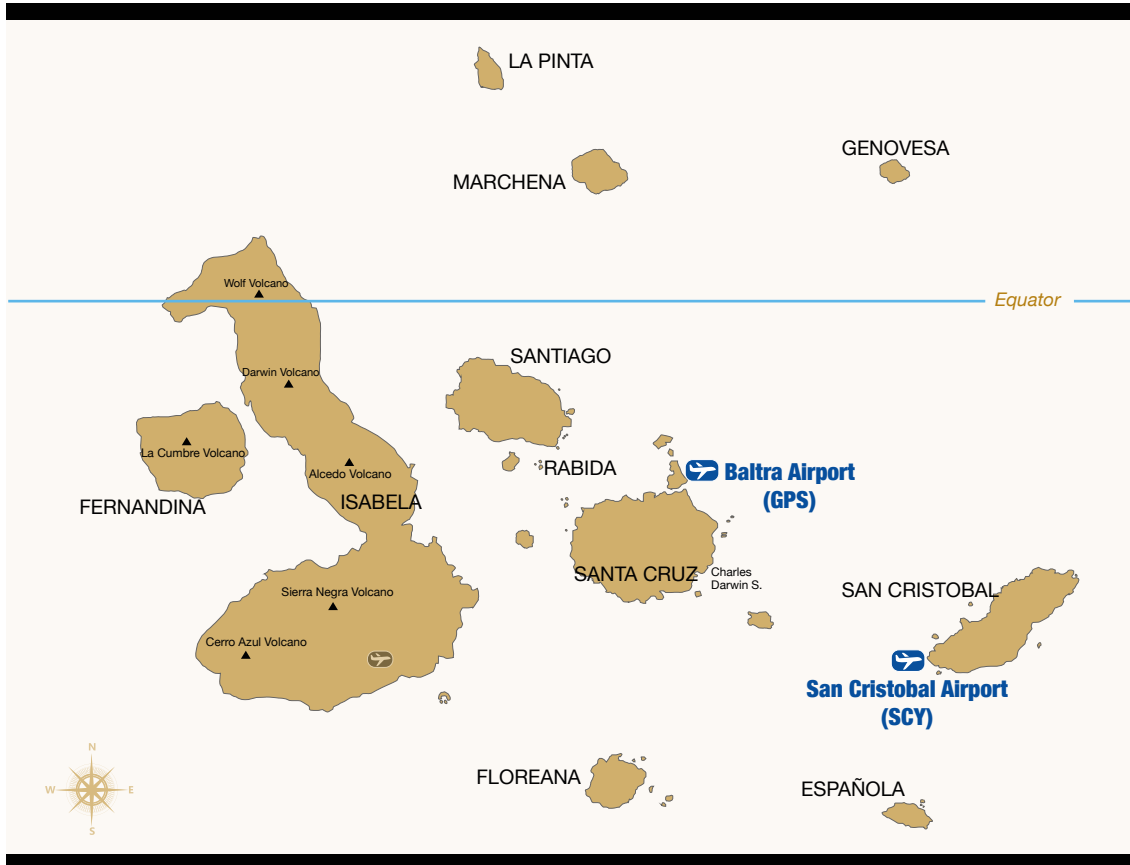 LA PINTA
GENOVESA
MARCHENA
Wolf Volcano
Equator
SANTIAGO
Darwin Volcano
La Cumbre Volcano
RABIDA
Alcedo Volcano
Baltra Airport
(GPS)
ISABELA
FERNANDINA
SANTA CRUZ
Charles
Darwin S.
SAN CRISTOBAL
Sierra Negra Volcano
Cerro Azul Volcano
San Cristobal Airport
(SCY)
N
W
E
S
FLOREANA
ESPAÑOLA